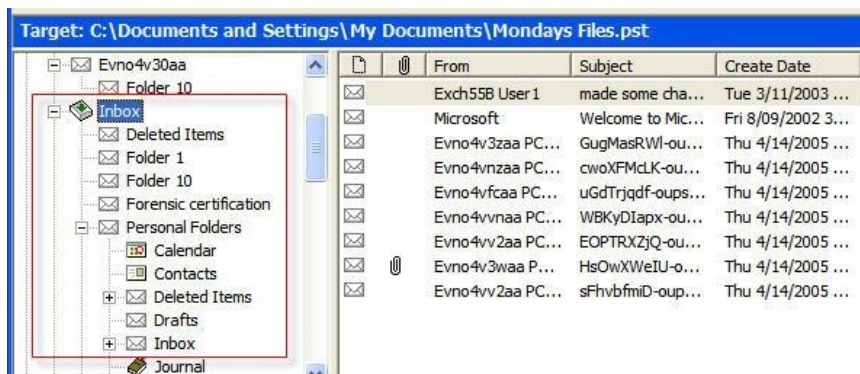 Target: C:\Documents and Settings\My Documents\Mondays Files.pst
Evno4v30aa
Folder 10
Inbox
Deleted Items
Folder 1
Folder 10
Forensic certification
Personal Folders
Calendar
Contacts
Deleted Items
Drafts
Inbox
Journal
From Subject Create Date
Exch55B User1 made some cha... Tue 3/11/2003 ...
Microsoft Welcome to Mic... Fri 8/09/2002 3...
Evno4v3zaa PC... GugMasRWl-ou... Thu 4/14/2005 ...
Evno4vnzaa PC... cwoXFMcLK-ou... Thu 4/14/2005 ...
Evno4vfcaa PC... uGdTrjqdf-oups... Thu 4/14/2005 ...
Evno4vvnaa PC... WBKyDIapx-ou... Thu 4/14/2005 ...
Evno4vv2aa PC... EOPTRXZjQ-ou... Thu 4/14/2005 ...
Evno4v3waa P... HsOwXWeIU-o... Thu 4/14/2005 ...
Evno4vv2aa PC... sFhvbfmiD-oup... Thu 4/14/2005 ...